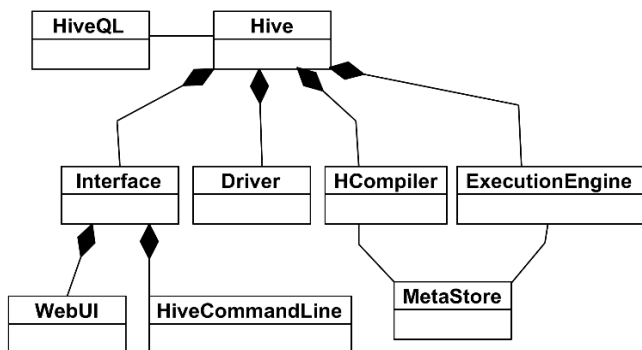 HiveQL
Hive
Interface
Driver
HCompiler
ExecutionEngine
MetaStore
WebUI
HiveCommandLine